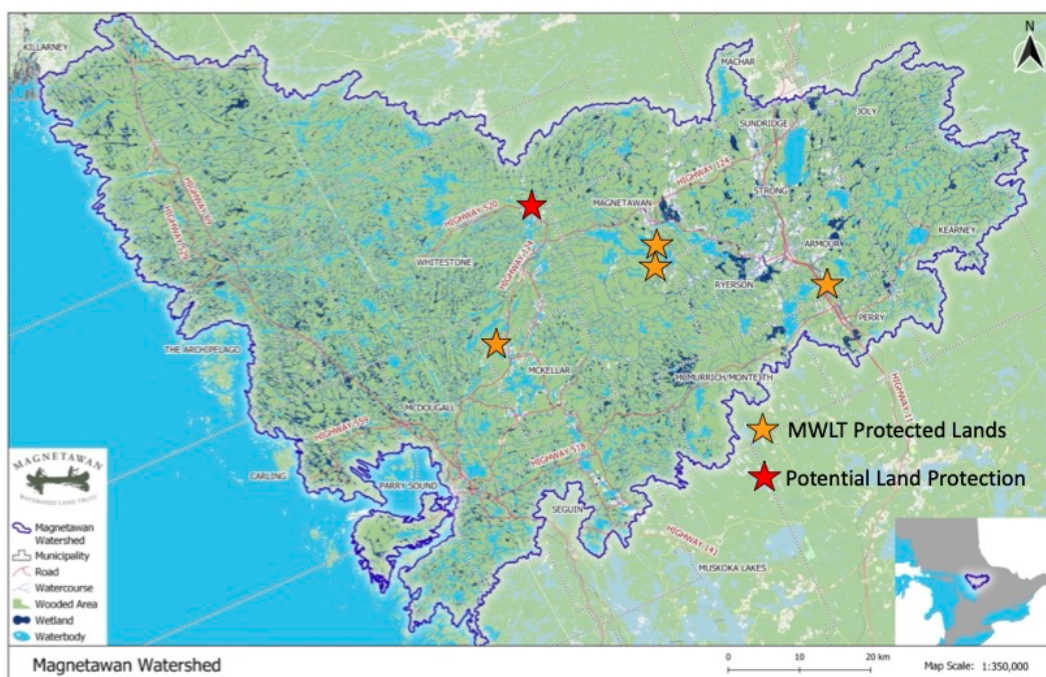 KILLARNEY
N
MACHAR
SUNDRIDGE
JOLY
HIGHWAY-124
STRONG
MAGNETAWAN
HIGHWAY-520
HIGHWAY-69
HIGHWAY-529
ARMOUR
KEARNEY
WHITESTONE
HIGHWAY-124
RYERSON
PERRY
THE ARCHIPELAGO
MCKELLAR
MCMURRICH/MONTEITH
MCDOUGALL
HIGHWAY-11
HIGHWAY-559
MWLT Protected Lands
HIGHWAY-518
CARLING
PARRY SOUND
Potential Land Protection
SEGUIN
HIGHWAY-141
MUSKOKA LAKES
MAGNETAWAN
WATERSHED LAND TRUST
Magnetawan
Watershed
Municipality
Road
Watercourse
Wooded Area
Wetland
Waterbody
Magnetawan Watershed
0 10 20 km
Map Scale: 1:350,000